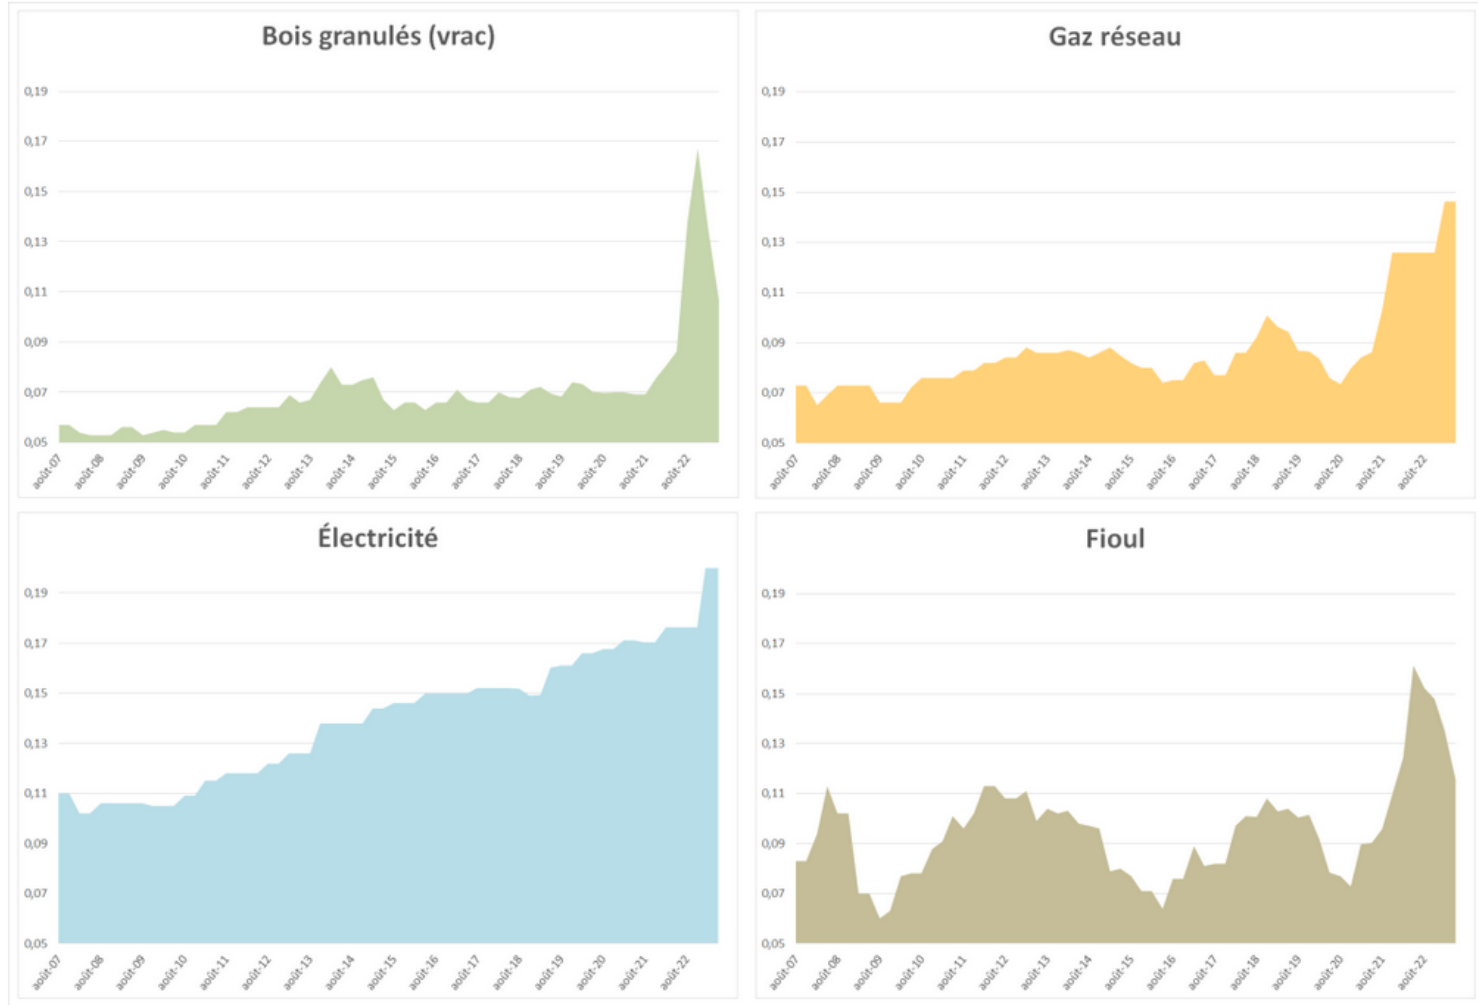 Bois granulés (vrac)
0,19
0,17
0,15
0,13
0,11
0,09
0,07
0,05
août-07
août-08
août-09
août-10
août-11
août-12
août-13
août-14
août-15
août-16
août-17
août-18
août-19
août-20
août-21
août-22
Gaz réseau
0,19
0,17
0,15
0,13
0,11
0,09
0,07
0,05
août-07
août-08
août-09
août-10
août-11
août-12
août-13
août-14
août-15
août-16
août-17
août-18
août-19
août-20
août-21
août-22
Électricité
0,19
0,17
0,15
0,13
0,11
0,09
0,07
0,05
août-07
août-08
août-09
août-10
août-11
août-12
août-13
août-14
août-15
août-16
août-17
août-18
août-19
août-20
août-21
août-22
Fioul
0,19
0,17
0,15
0,13
0,11
0,09
0,07
0,05
août-07
août-08
août-09
août-10
août-11
août-12
août-13
août-14
août-15
août-16
août-17
août-18
août-19
août-20
août-21
août-22